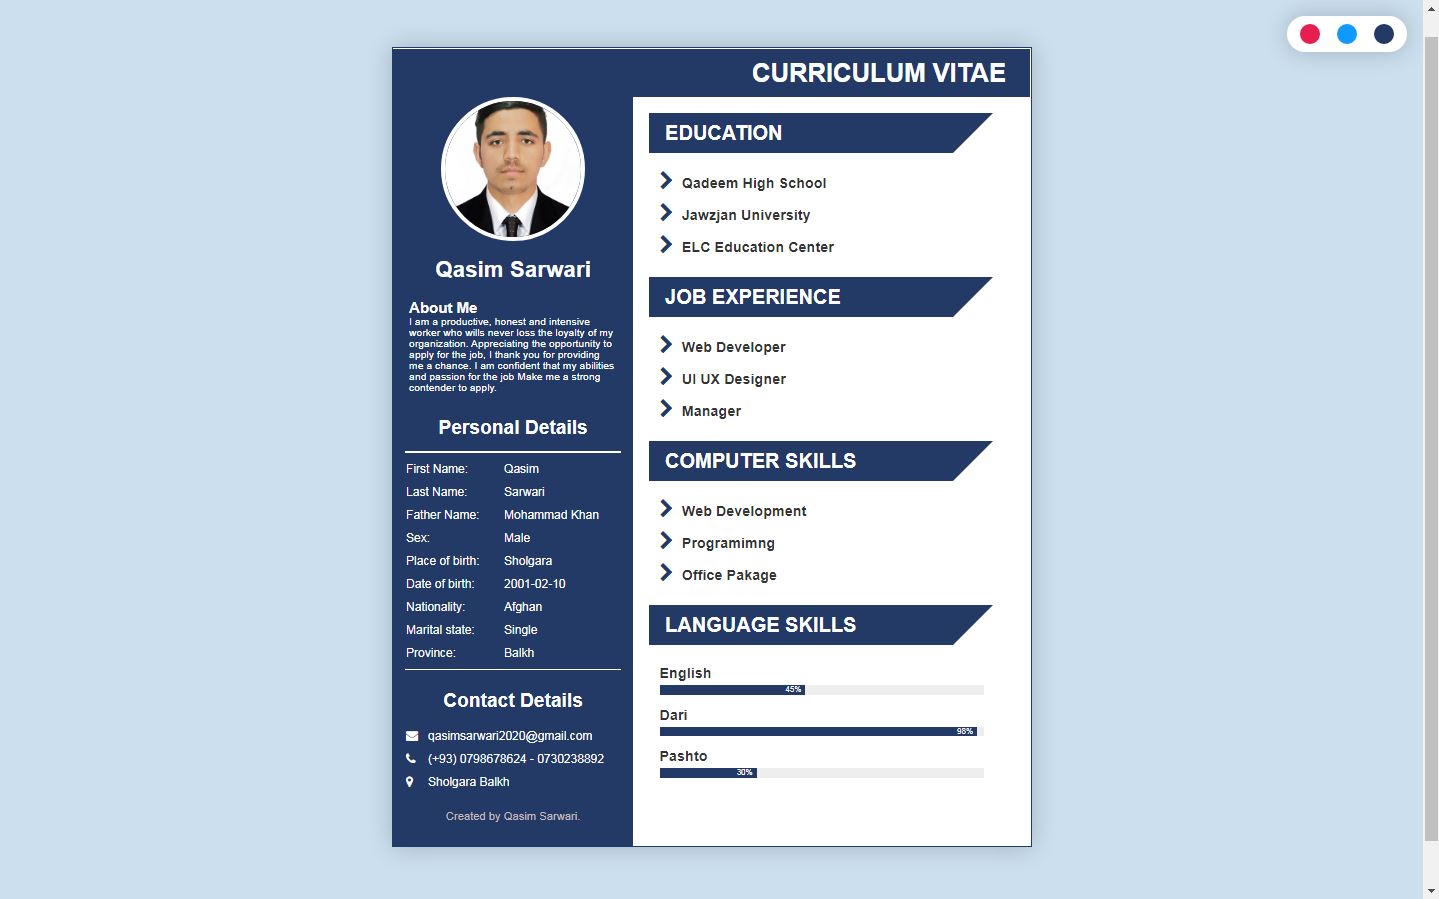 CURRICULUM VITAE
Qasim Sarwari
About Me
I am a productive, honest and intensive
worker who wills never loss the loyalty of my
organization. Appreciating the opportunity to
apply for the job, I thank you for providing
me a chance. I am confident that my abilities
and passion for the job Make me a strong
contender to apply.
Personal Details
First Name: Qasim
Last Name: Sarwari
Father Name: Mohammad Khan
Sex: Male
Place of birth: Sholgara
Date of birth: 2001-02-10
Nationality: Afghan
Marital state: Single
Province: Balkh
Contact Details
qasimsarwari2020@gmail.com
(+93) 0798678624 - 0730238892
Sholgara Balkh
Created by Qasim Sarwari.
EDUCATION
Qadeem High School
Jawzjan University
ELC Education Center
JOB EXPERIENCE
Web Developer
UI UX Designer
Manager
COMPUTER SKILLS
Web Development
Programimng
Office Pakage
LANGUAGE SKILLS
English
45%
Dari
98%
Pashto
30%